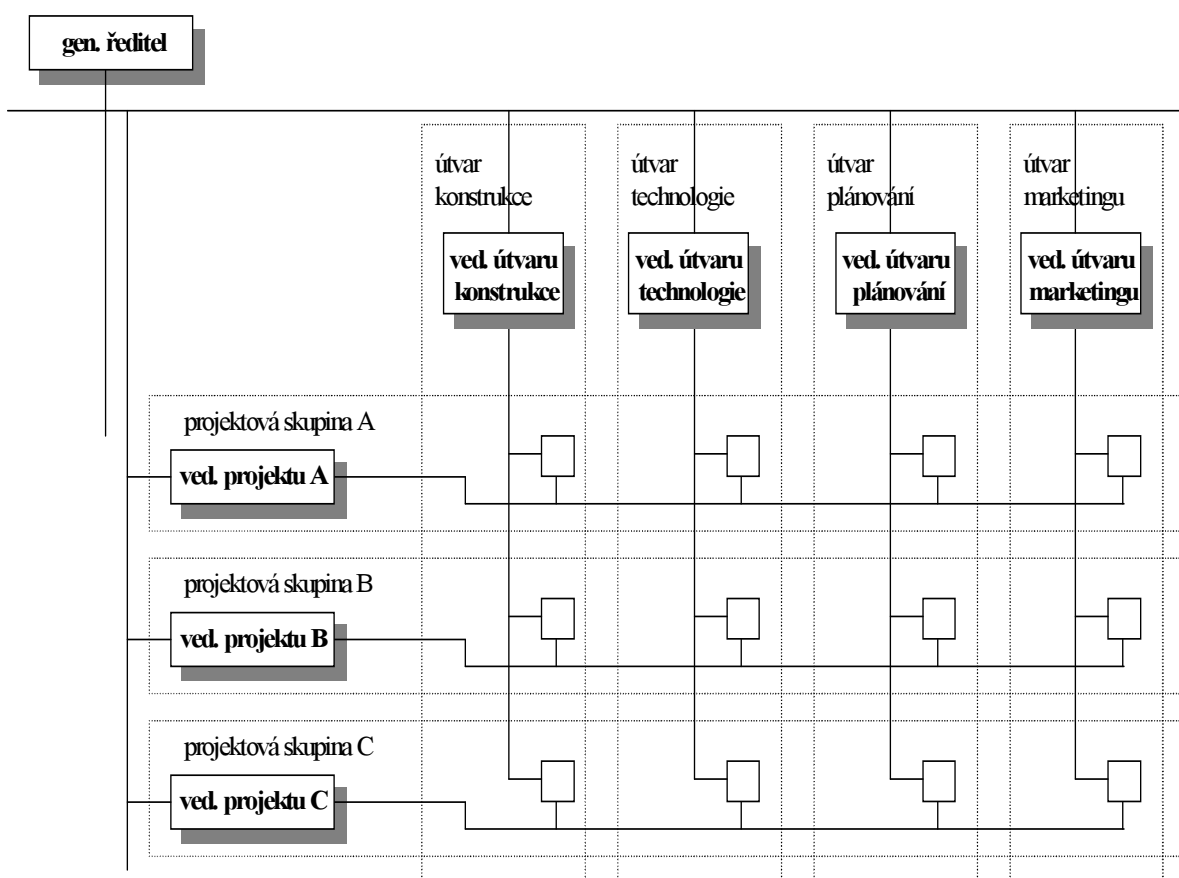 gen. ředitel
útvar
konstrukce
útvar
technologie
útvar
plánování
útvar
marketingu
ved. útvaru
konstrukce
ved. útvaru
technologie
ved. útvaru
plánování
ved. útvaru
marketingu
projektová skupina A
ved. projektu A
projektová skupina B
ved. projektu B
projektová skupina C
ved. projektu C